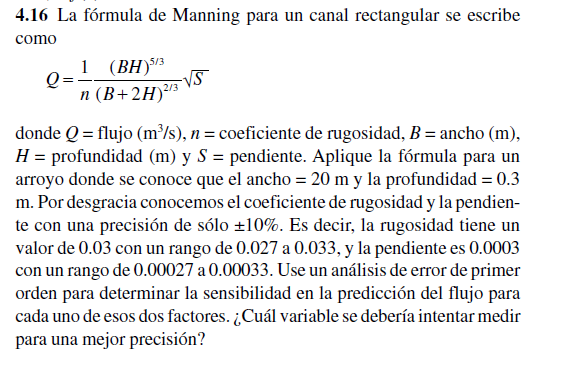 4.16 La fórmula de Manning para un canal rectangular se escribe
como
Q = 1/n (BH)^5/3 / (B + 2H)^2/3 √S
donde Q = flujo (m³/s), n = coeficiente de rugosidad, B = ancho (m),
H = profundidad (m) y S = pendiente. Aplique la fórmula para un
arroyo donde se conoce que el ancho = 20 m y la profundidad = 0.3
m. Por desgracia conocemos el coeficiente de rugosidad y la pendien-
te con una precisión de sólo ±10%. Es decir, la rugosidad tiene un
valor de 0.03 con un rango de 0.027 a 0.033, y la pendiente es 0.0003
con un rango de 0.00027 a 0.00033. Use un análisis de error de primer
orden para determinar la sensibilidad en la predicción del flujo para
cada uno de esos dos factores. ¿Cuál variable se debería intentar medir
para una mejor precisión?